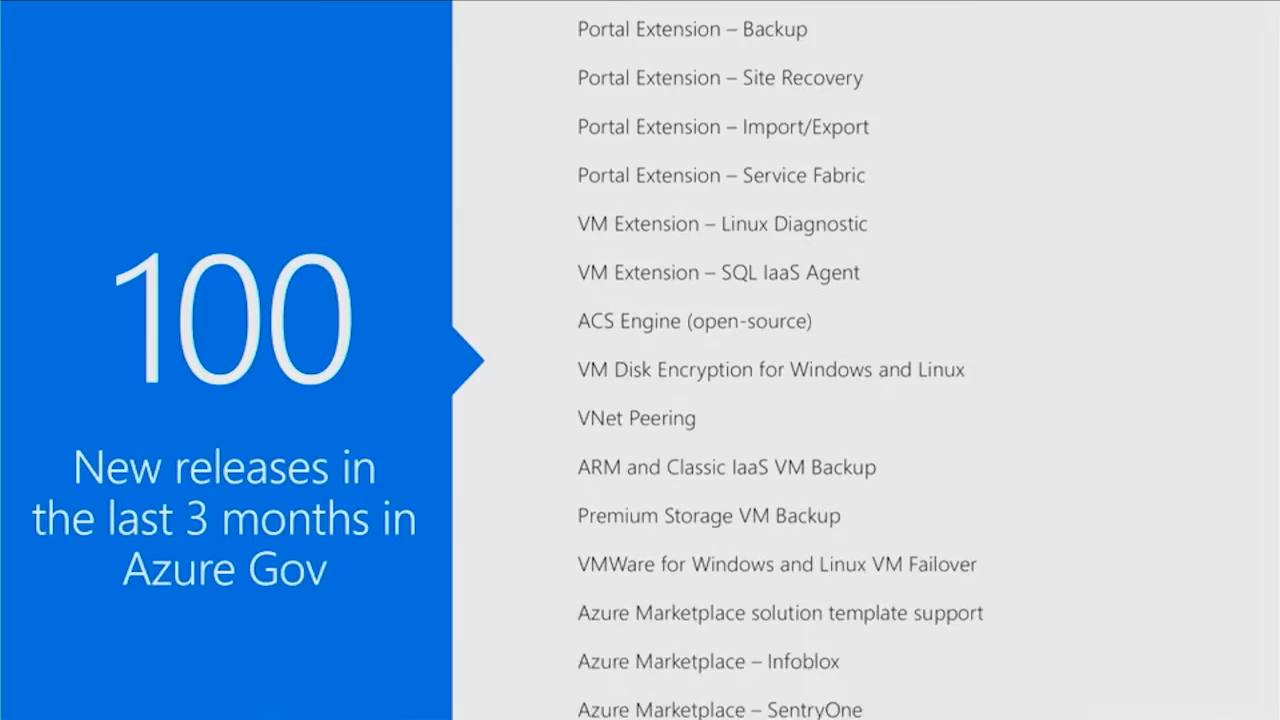 100
New releases in
the last 3 months in
Azure Gov
Portal Extension – Backup
Portal Extension – Site Recovery
Portal Extension – Import/Export
Portal Extension – Service Fabric
VM Extension – Linux Diagnostic
VM Extension – SQL IaaS Agent
ACS Engine (open-source)
VM Disk Encryption for Windows and Linux
VNet Peering
ARM and Classic IaaS VM Backup
Premium Storage VM Backup
VMWare for Windows and Linux VM Failover
Azure Marketplace solution template support
Azure Marketplace – Infoblox
Azure Marketplace – SentryOne